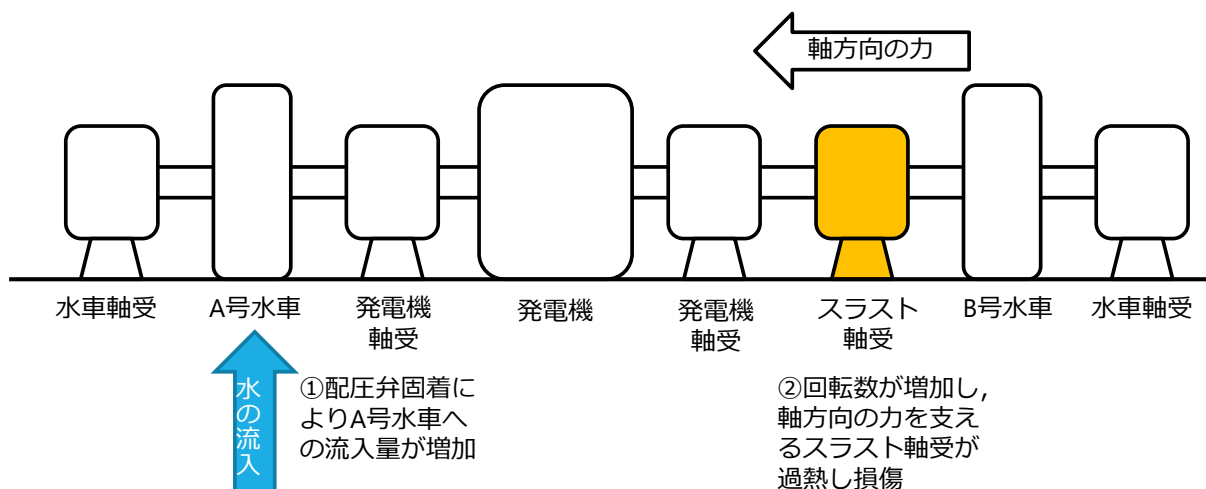 軸方向の力
水車軸受
A号水車
発電機
軸受
発電機
発電機
軸受
スラスト
軸受
B号水車
水車軸受
水の流入
①配圧弁固着に
よりA号水車へ
の流入量が増加
②回転数が増加し,
軸方向の力を支え
るスラスト軸受が
過熱し損傷